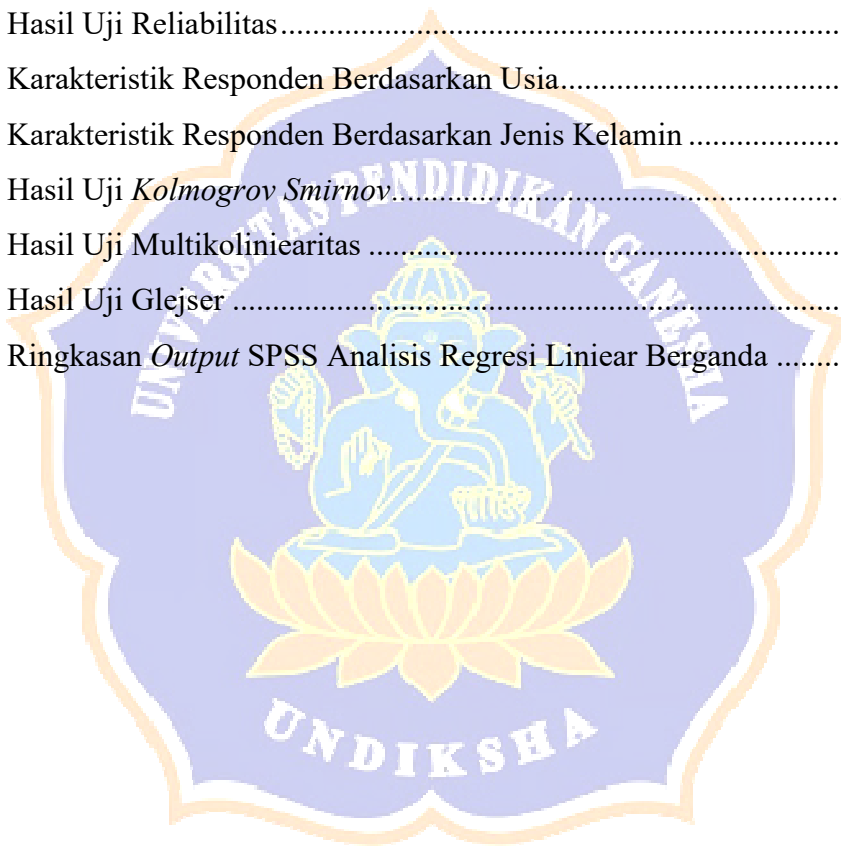 Hasil Uji Reliabilitas........................................................................
Karakteristik Responden Berdasarkan Usia...................................
Karakteristik Responden Berdasarkan Jenis Kelamin...................
Hasil Uji Kolmogrov Smirnov.........................................................
Hasil Uji Multikoliniearitas............................................................
Hasil Uji Glejser.............................................................................
Ringkasan Output SPSS Analisis Regresi Liniear Berganda........
UNIVERSITAS PENDIDIKAN GANESHA
UNDIKSHA